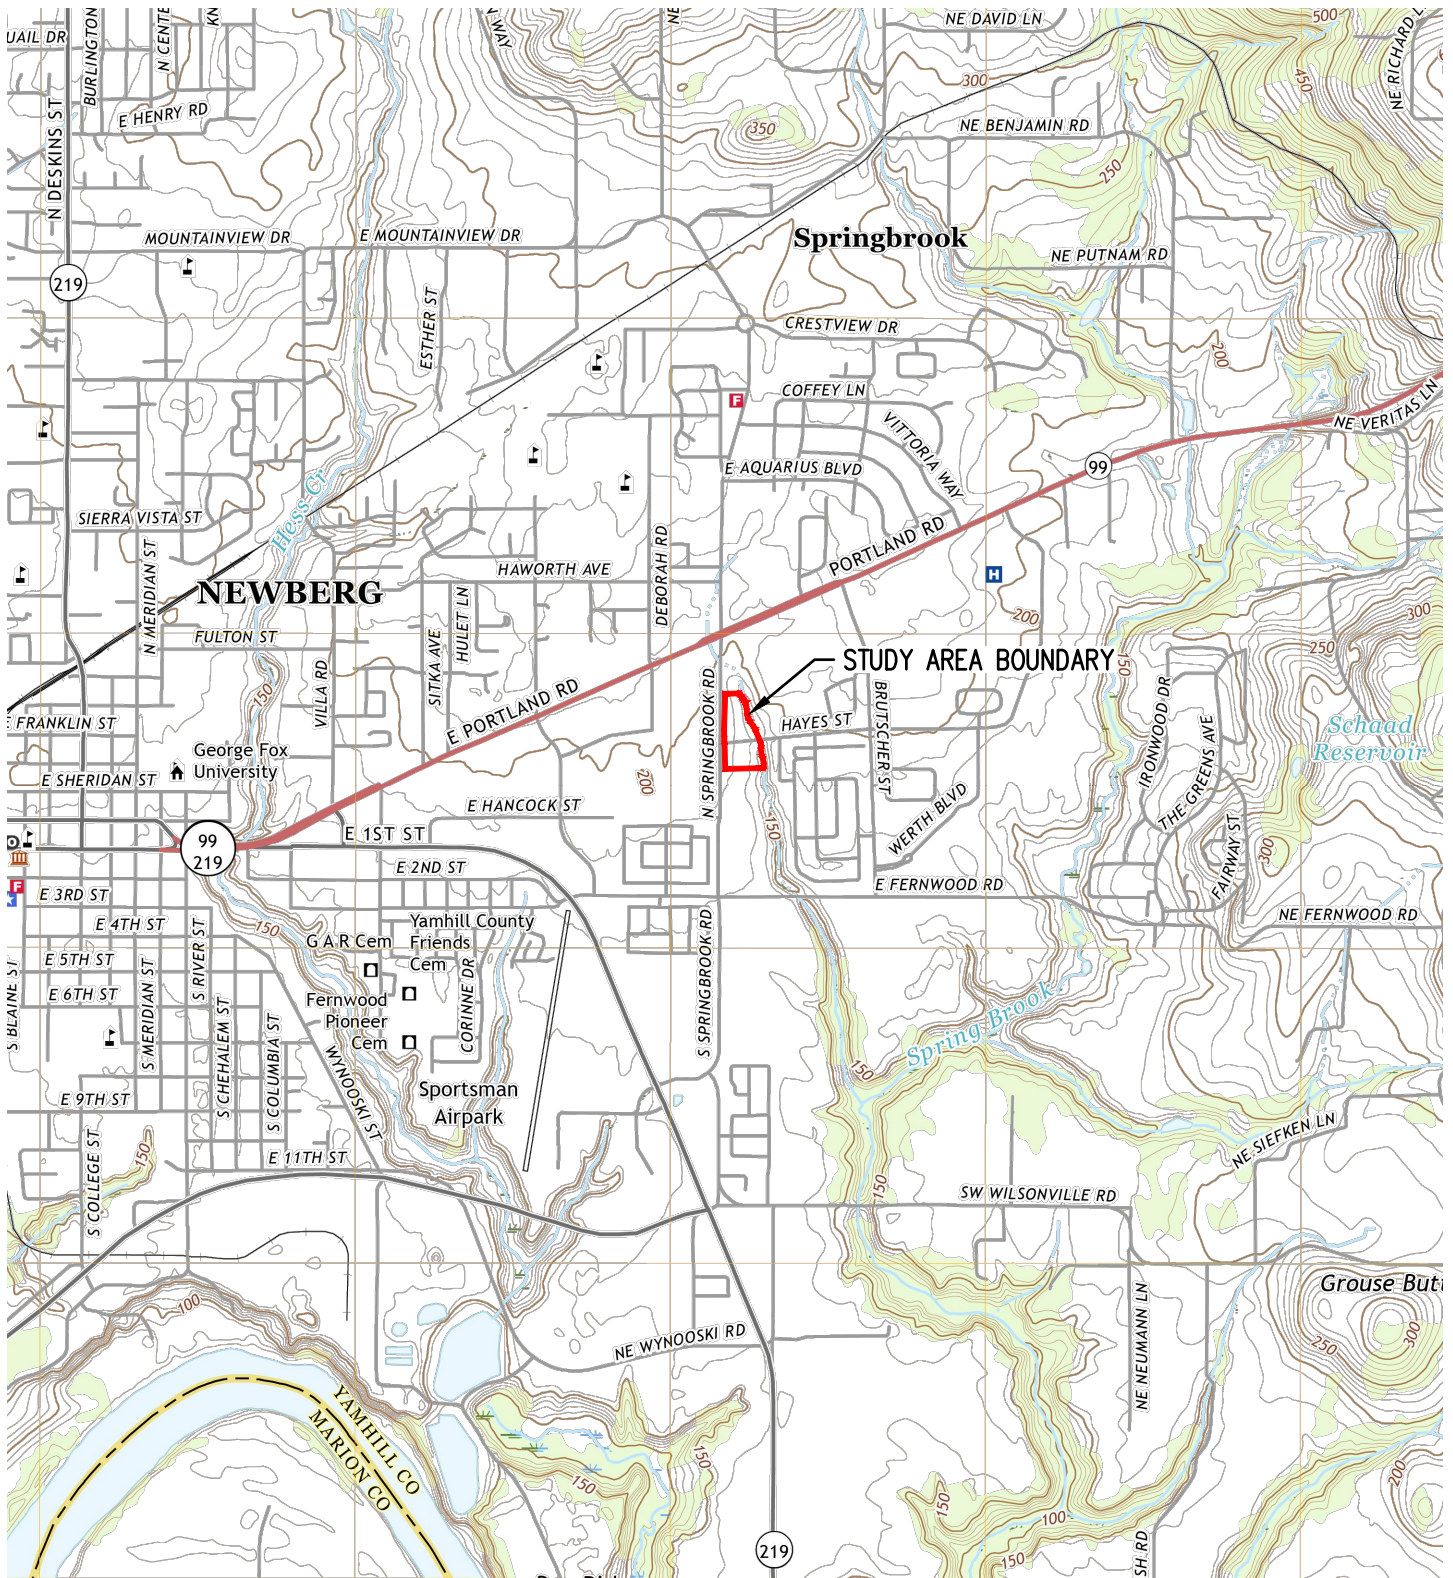 UAIL DR
BURLINGTON
N CENTE
KN
N WAY
NE
NE DAVID LN
500
NE RICHARD L
450
300
E HENRY RD
350
NE BENJAMIN RD
N DESKINS ST
250
MOUNTAINVIEW DR
E MOUNTAINVIEW DR
Springbrook
NE PUTNAM RD
219
ESTHER ST
CRESTVIEW DR
200
COFFEY LN
F
VITTORIA WAY
NE VERITAS LN
E AQUARIUS BLVD
99
Hess Cr
SIERRA VISTA ST
PORTLAND RD
N MERIDIAN ST
DEBORAH RD
HAWORTH AVE
H
NEWBERG
HULET LN
SITKA AVE
200
300
FULTON ST
250
150
VILLA RD
STUDY AREA BOUNDARY
150
E PORTLAND RD
N SPRINGBROOK RD
BRUTSCHER ST
IRONWOOD DR
THE GREENS AVE
E FRANKLIN ST
HAYES ST
Schaad
Reservoir
George Fox
University
E SHERIDAN ST
200
E HANCOCK ST
WERTH BLVD
150
FAIRWAY ST
300
99
219
E 1ST ST
E 2ND ST
F
E 3RD ST
E FERNWOOD RD
NE FERNWOOD RD
E 4TH ST
150
S RIVER ST
G A R Cem
Yamhill County
Friends
Cem
S SPRINGBROOK RD
E 5TH ST
S BLAINE ST
S MERIDIAN ST
E 6TH ST
Fernwood
Pioneer
Cem
CORINNE DR
S CHEHALEM ST
S COLUMBIA ST
WYNOOSKI ST
Spring Brook
150
E 9TH ST
Sportsman
Airpark
S COLLEGE ST
150
E 11TH ST
NE SIEFKEN LN
150
SW WILSONVILLE RD
100
NE WYNOOSKI RD
NE NEUMANN LN
Grouse Butt
250
300
YAMHILL CO
MARION CO
150
150
150
100
150
200
219
SH RD